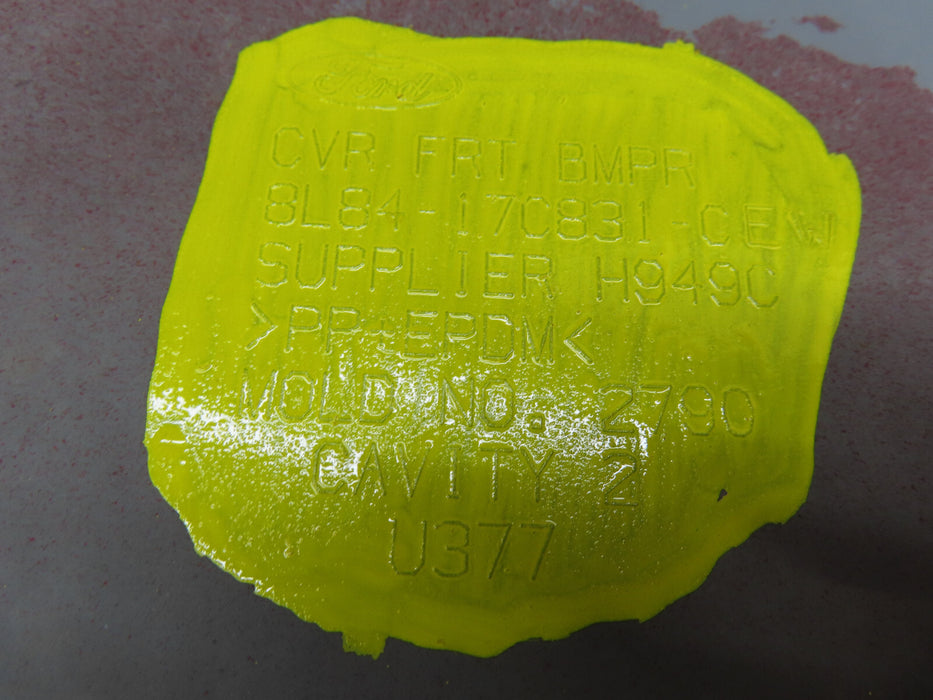 Ford
CVR FRT BMPR
8L84-17C831-CEW
SUPPLIER H949C
>PP+EPDM<
MOLD NO. 2790
CAVITY 2
U377